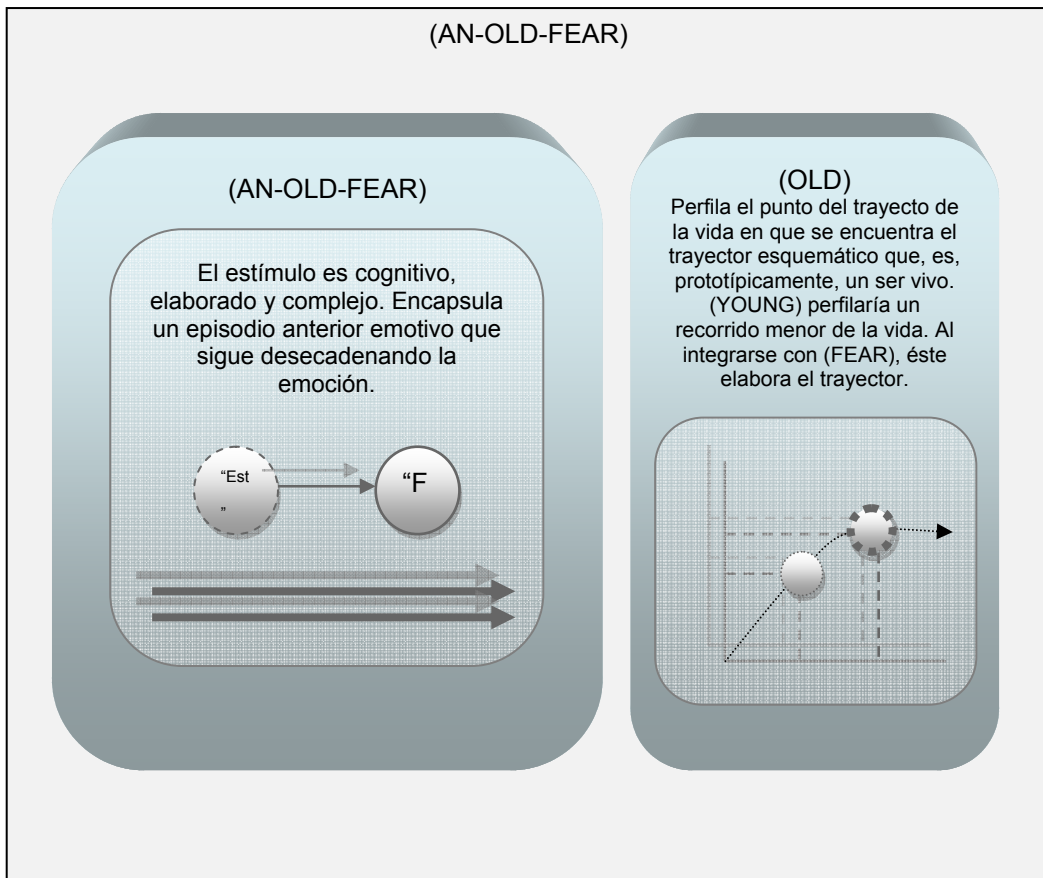 (AN-OLD-FEAR)
(AN-OLD-FEAR)
El estímulo es cognitivo,
elaborado y complejo. Encapsula
un episodio anterior emotivo que
sigue desecadenando la
emoción.
“Est
”
“F
(OLD)
Perfila el punto del trayecto de
la vida en que se encuentra el
trayector esquemático que, es,
prototípicamente, un ser vivo.
(YOUNG) perfilaría un
recorrido menor de la vida. Al
integrarse con (FEAR), éste
elabora el trayector.